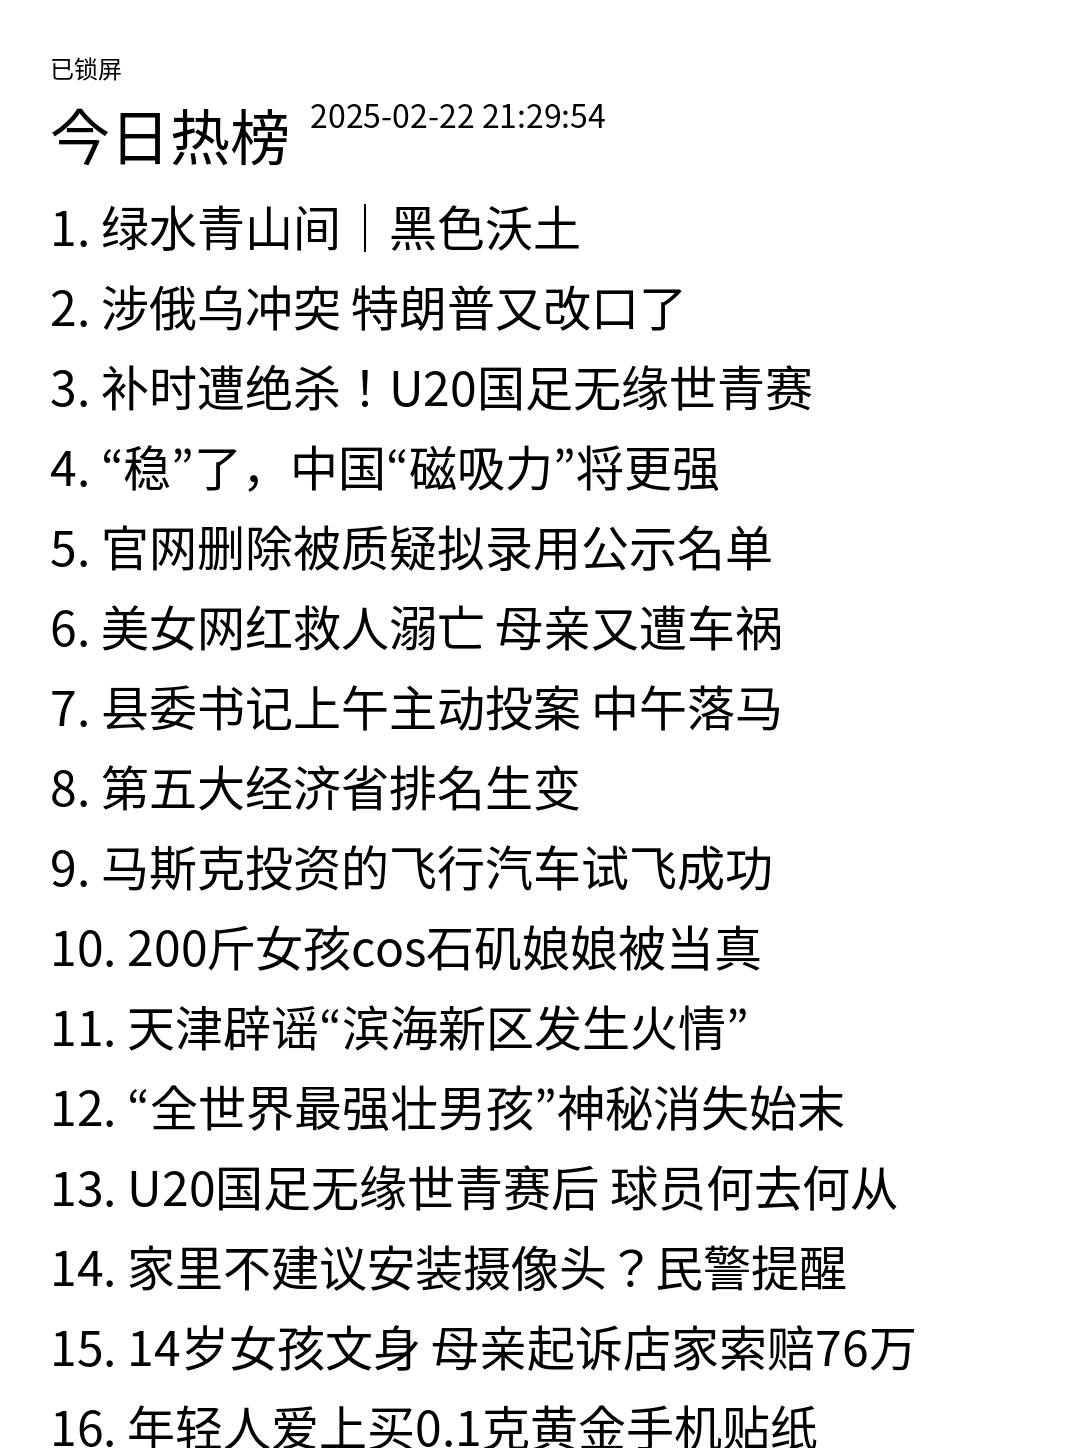 已锁屏
今日热榜 2025-02-22 21:29:54
1. 绿水青山间｜黑色沃土
2. 涉俄乌冲突 特朗普又改口了
3. 补时遭绝杀！U20国足无缘世青赛
4. “稳”了，中国“磁吸力”将更强
5. 官网删除被质疑拟录用公示名单
6. 美女网红救人溺亡 母亲又遭车祸
7. 县委书记上午主动投案 中午落马
8. 第五大经济省排名生变
9. 马斯克投资的飞行汽车试飞成功
10. 200斤女孩cos石矶娘娘被当真
11. 天津辟谣“滨海新区发生火情”
12. “全世界最强壮男孩”神秘消失始末
13. U20国足无缘世青赛后 球员何去何从
14. 家里不建议安装摄像头？民警提醒
15. 14岁女孩文身 母亲起诉店家索赔76万
16. 年轻人爱上买0.1克黄金手机贴纸